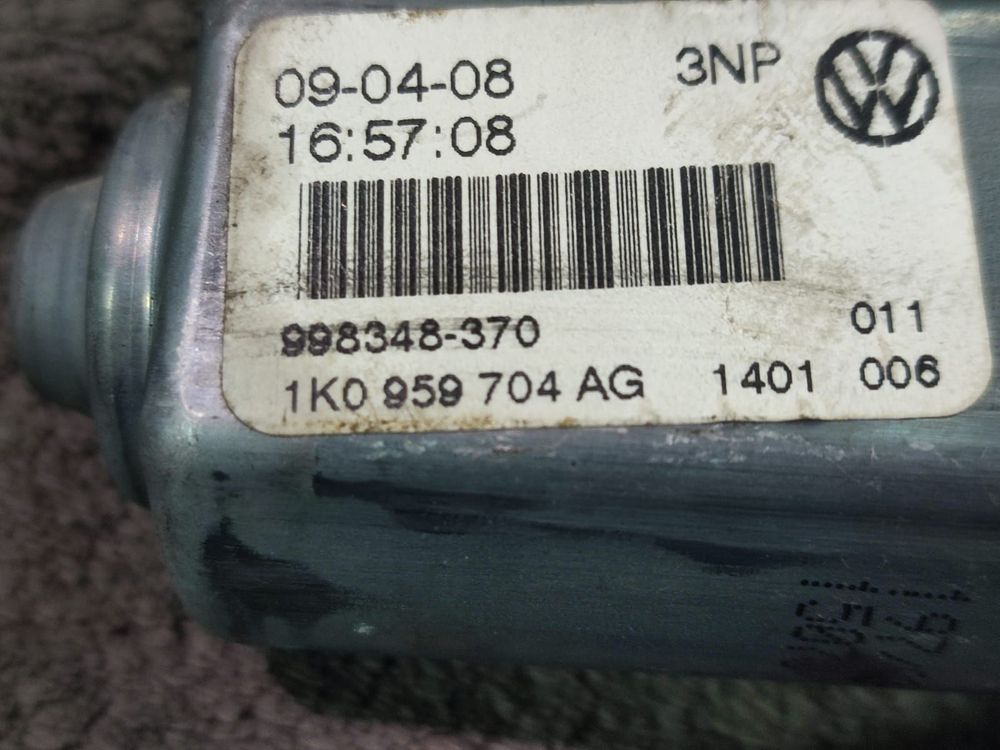 09-04-08 3NP
16:57:08
998348-370 011
1K0 959 704 AG 1401 006